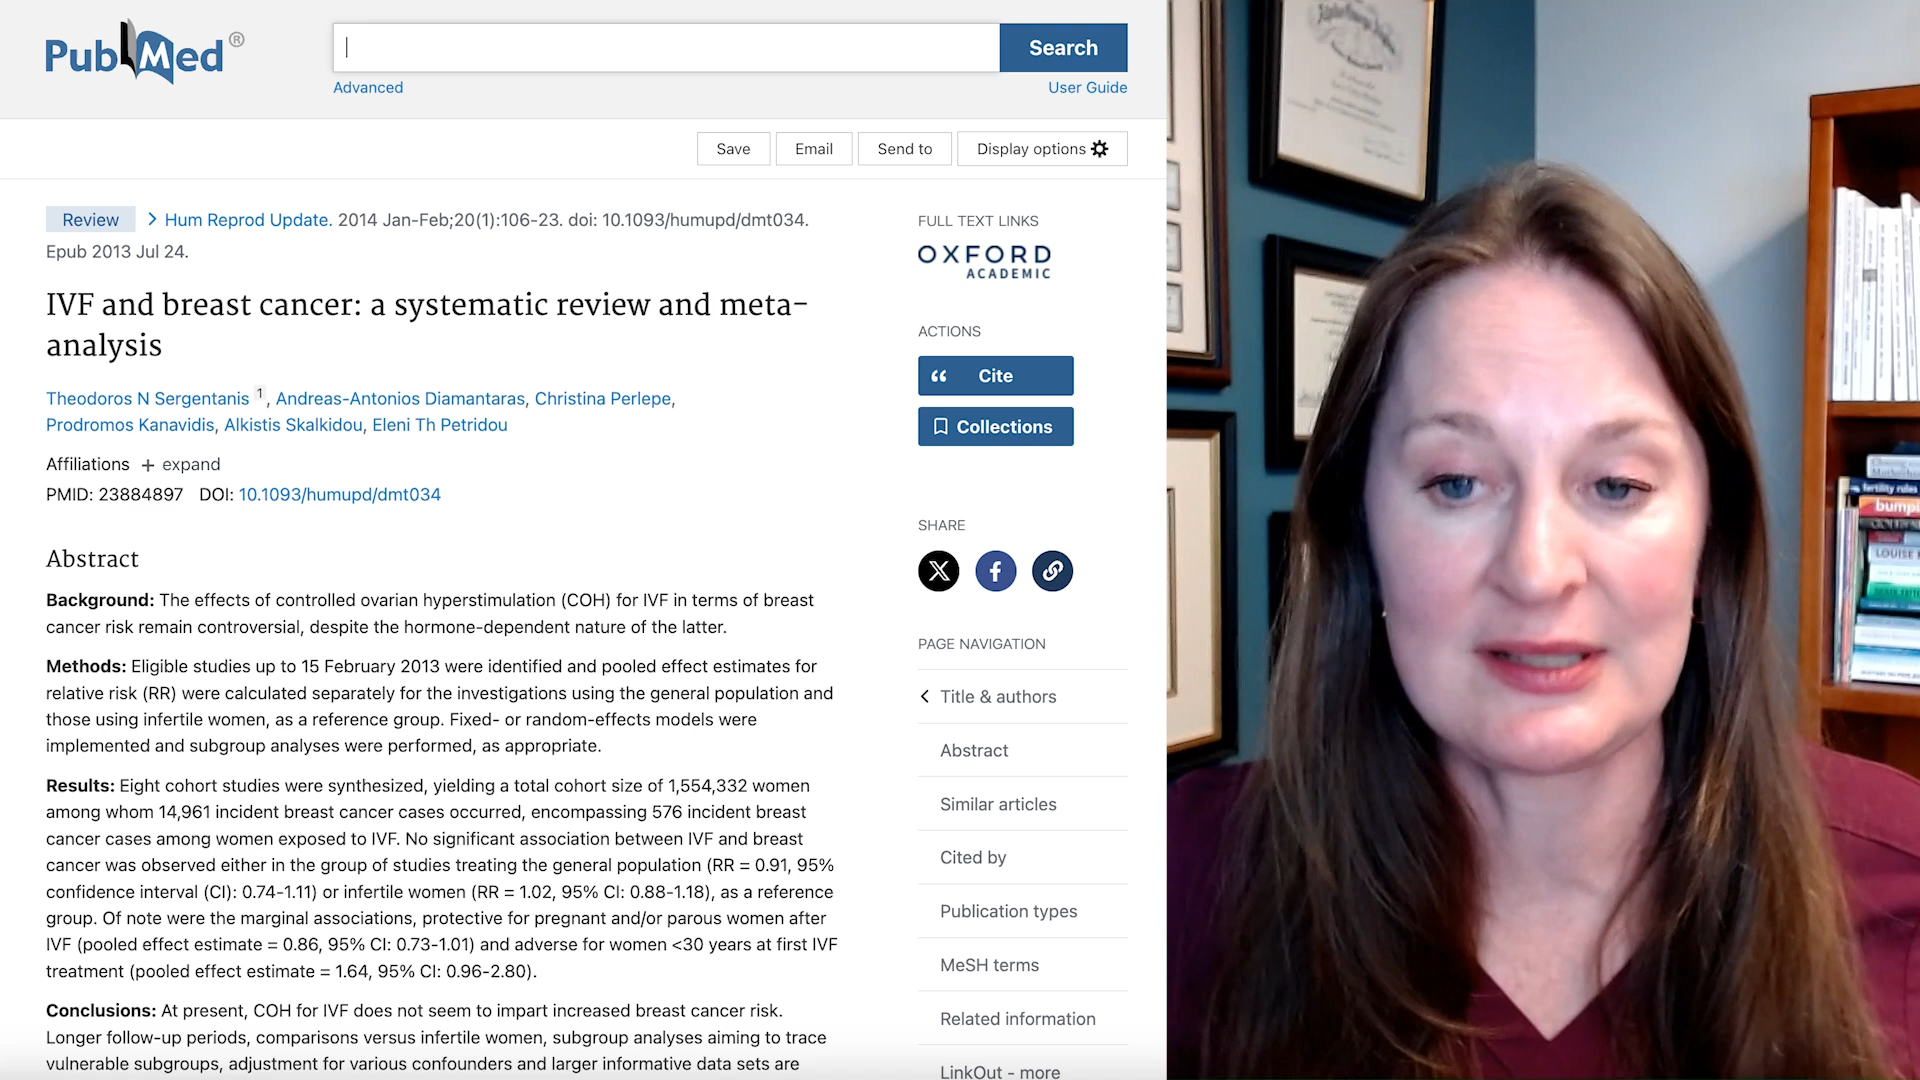 PubMed®
Search
Advanced
User Guide
Save
Email
Send to
Display options
Review
Hum Reprod Update. 2014 Jan-Feb;20(1):106-23. doi: 10.1093/humupd/dmt034.
Epub 2013 Jul 24.
IVF and breast cancer: a systematic review and meta-
analysis
Theodoros N Sergentanis 1, Andreas-Antonios Diamantaras, Christina Perlepe,
Prodromos Kanavidis, Alkistis Skalkidou, Eleni Th Petridou
Affiliations + expand
PMID: 23884897 DOI: 10.1093/humupd/dmt034
Abstract
Background: The effects of controlled ovarian hyperstimulation (COH) for IVF in terms of breast
cancer risk remain controversial, despite the hormone-dependent nature of the latter.
Methods: Eligible studies up to 15 February 2013 were identified and pooled effect estimates for
relative risk (RR) were calculated separately for the investigations using the general population and
those using infertile women, as a reference group. Fixed- or random-effects models were
implemented and subgroup analyses were performed, as appropriate.
Results: Eight cohort studies were synthesized, yielding a total cohort size of 1,554,332 women
among whom 14,961 incident breast cancer cases occurred, encompassing 576 incident breast
cancer cases among women exposed to IVF. No significant association between IVF and breast
cancer was observed either in the group of studies treating the general population (RR = 0.91, 95%
confidence interval (CI): 0.74-1.11) or infertile women (RR = 1.02, 95% CI: 0.88-1.18), as a reference
group. Of note were the marginal associations, protective for pregnant and/or parous women after
IVF (pooled effect estimate = 0.86, 95% CI: 0.73-1.01) and adverse for women <30 years at first IVF
treatment (pooled effect estimate = 1.64, 95% CI: 0.96-2.80).
Conclusions: At present, COH for IVF does not seem to impart increased breast cancer risk.
Longer follow-up periods, comparisons versus infertile women, subgroup analyses aiming to trace
vulnerable subgroups, adjustment for various confounders and larger informative data sets are
FULL TEXT LINKS
OXFORD
ACADEMIC
ACTIONS
Cite
Collections
SHARE
PAGE NAVIGATION
Title & authors
Abstract
Similar articles
Cited by
Publication types
MeSH terms
Related information
LinkOut - more
fertility rules
bumpi
LOUISE